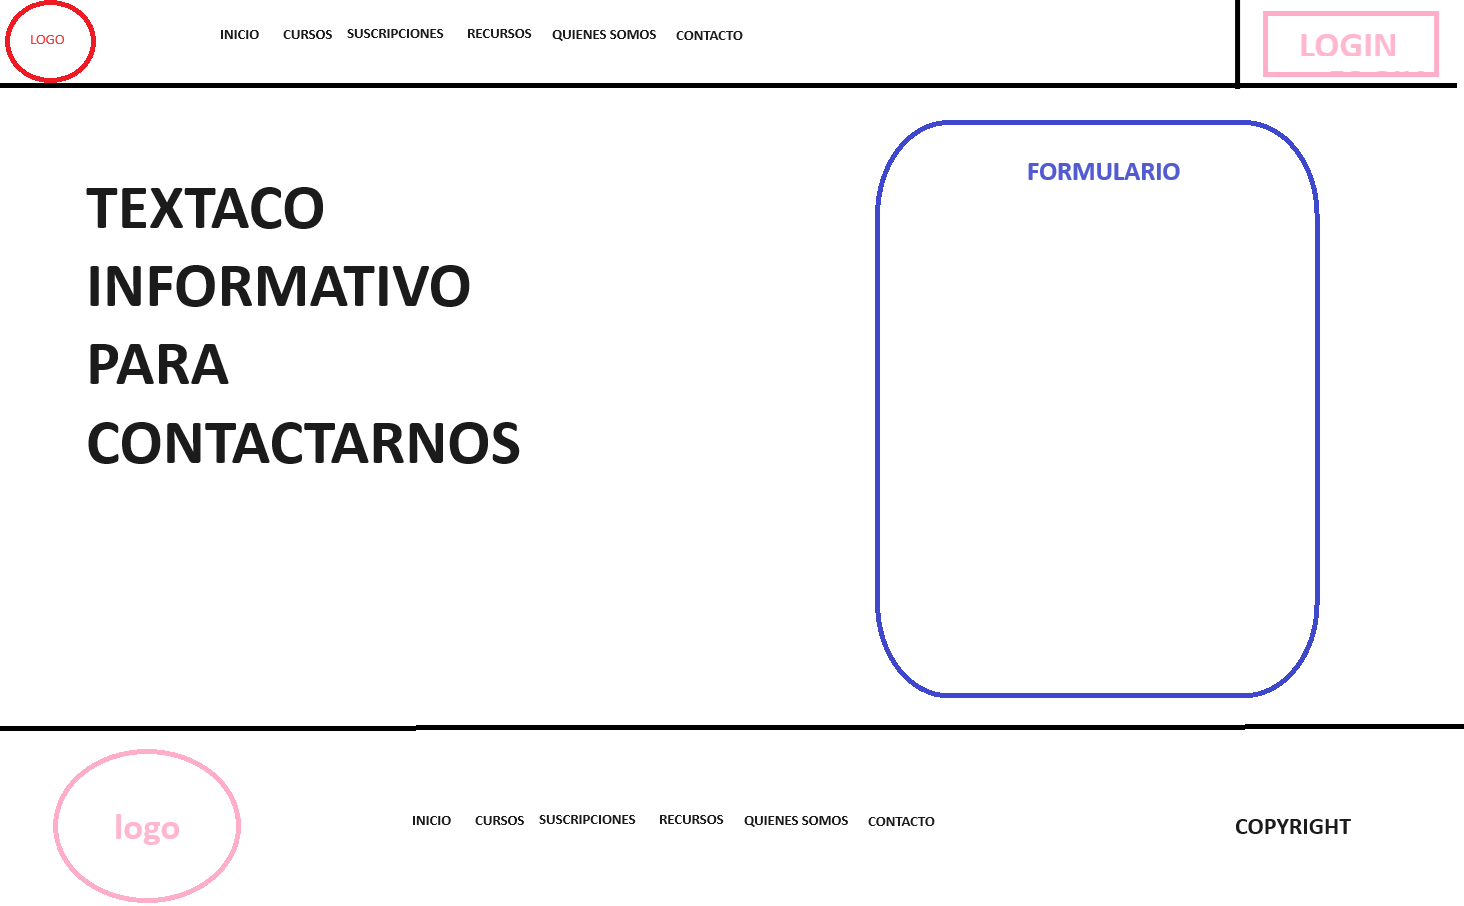 LOGO
INICIO CURSOS SUSCRIPCIONES RECURSOS QUIENES SOMOS CONTACTO
LOGIN
TEXTACO
INFORMATIVO
PARA
CONTACTARNOS
FORMULARIO
logo
INICIO CURSOS SUSCRIPCIONES RECURSOS QUIENES SOMOS CONTACTO
COPYRIGHT